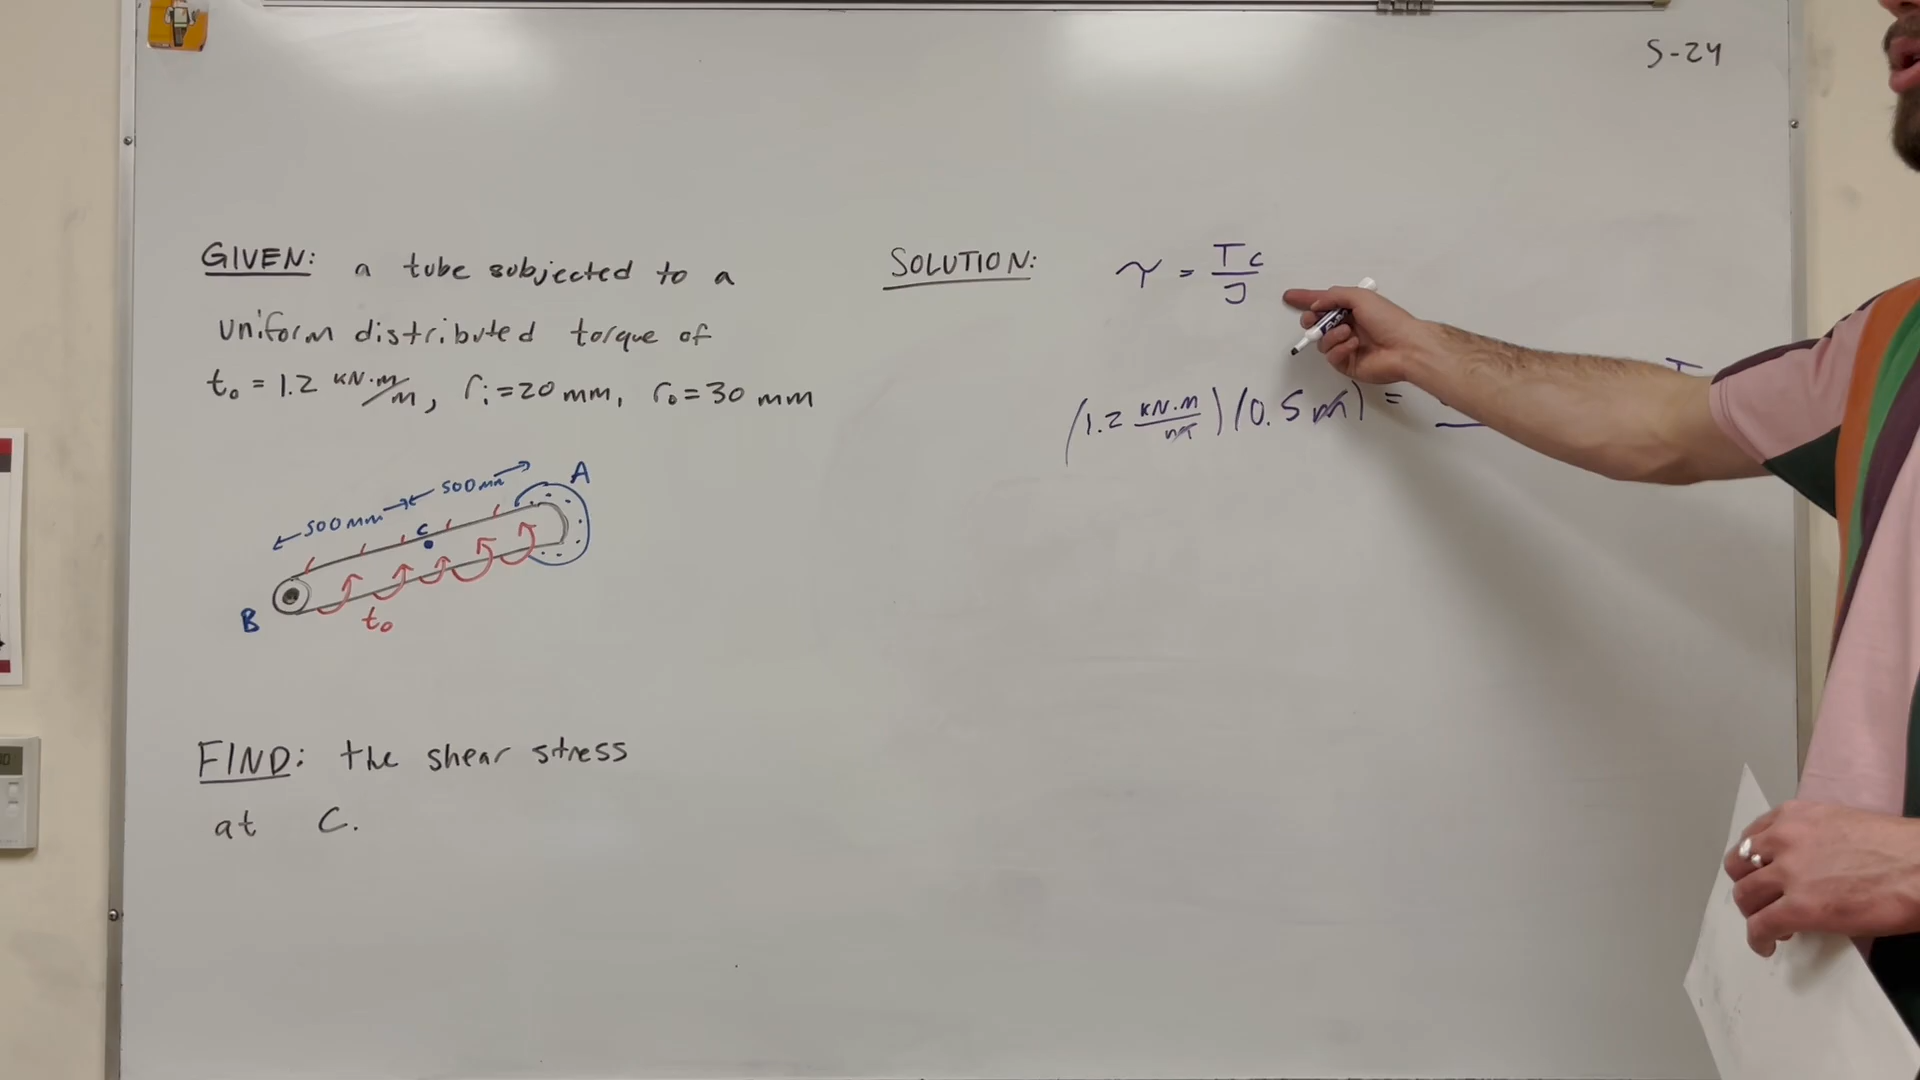 S-24
GIVEN: a tube subjected to a
uniform distributed torque of
t₀ = 1.2 kN·m/m, rᵢ = 20 mm, r₀ = 30 mm
500 mm
500 mm
A
C
B
t₀
FIND: the shear stress
at C.
SOLUTION: τ = Tc/J
(1.2 kN·m/m)(0.5 m) =